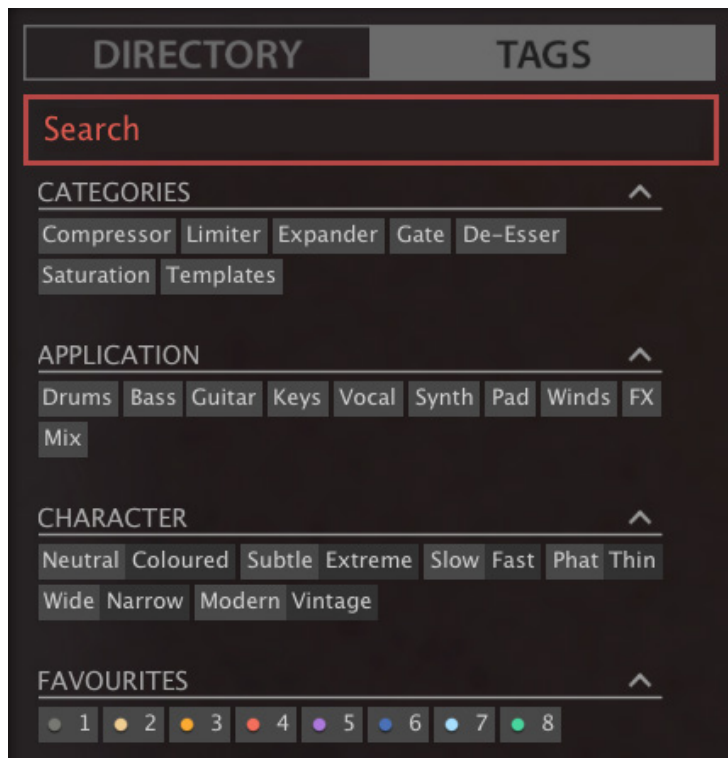 DIRECTORY TAGS
Search
CATEGORIES
Compressor Limiter Expander Gate De-Esser
Saturation Templates
APPLICATION
Drums Bass Guitar Keys Vocal Synth Pad Winds FX
Mix
CHARACTER
Neutral Coloured Subtle Extreme Slow Fast Phat Thin
Wide Narrow Modern Vintage
FAVOURITES
1 2 3 4 5 6 7 8